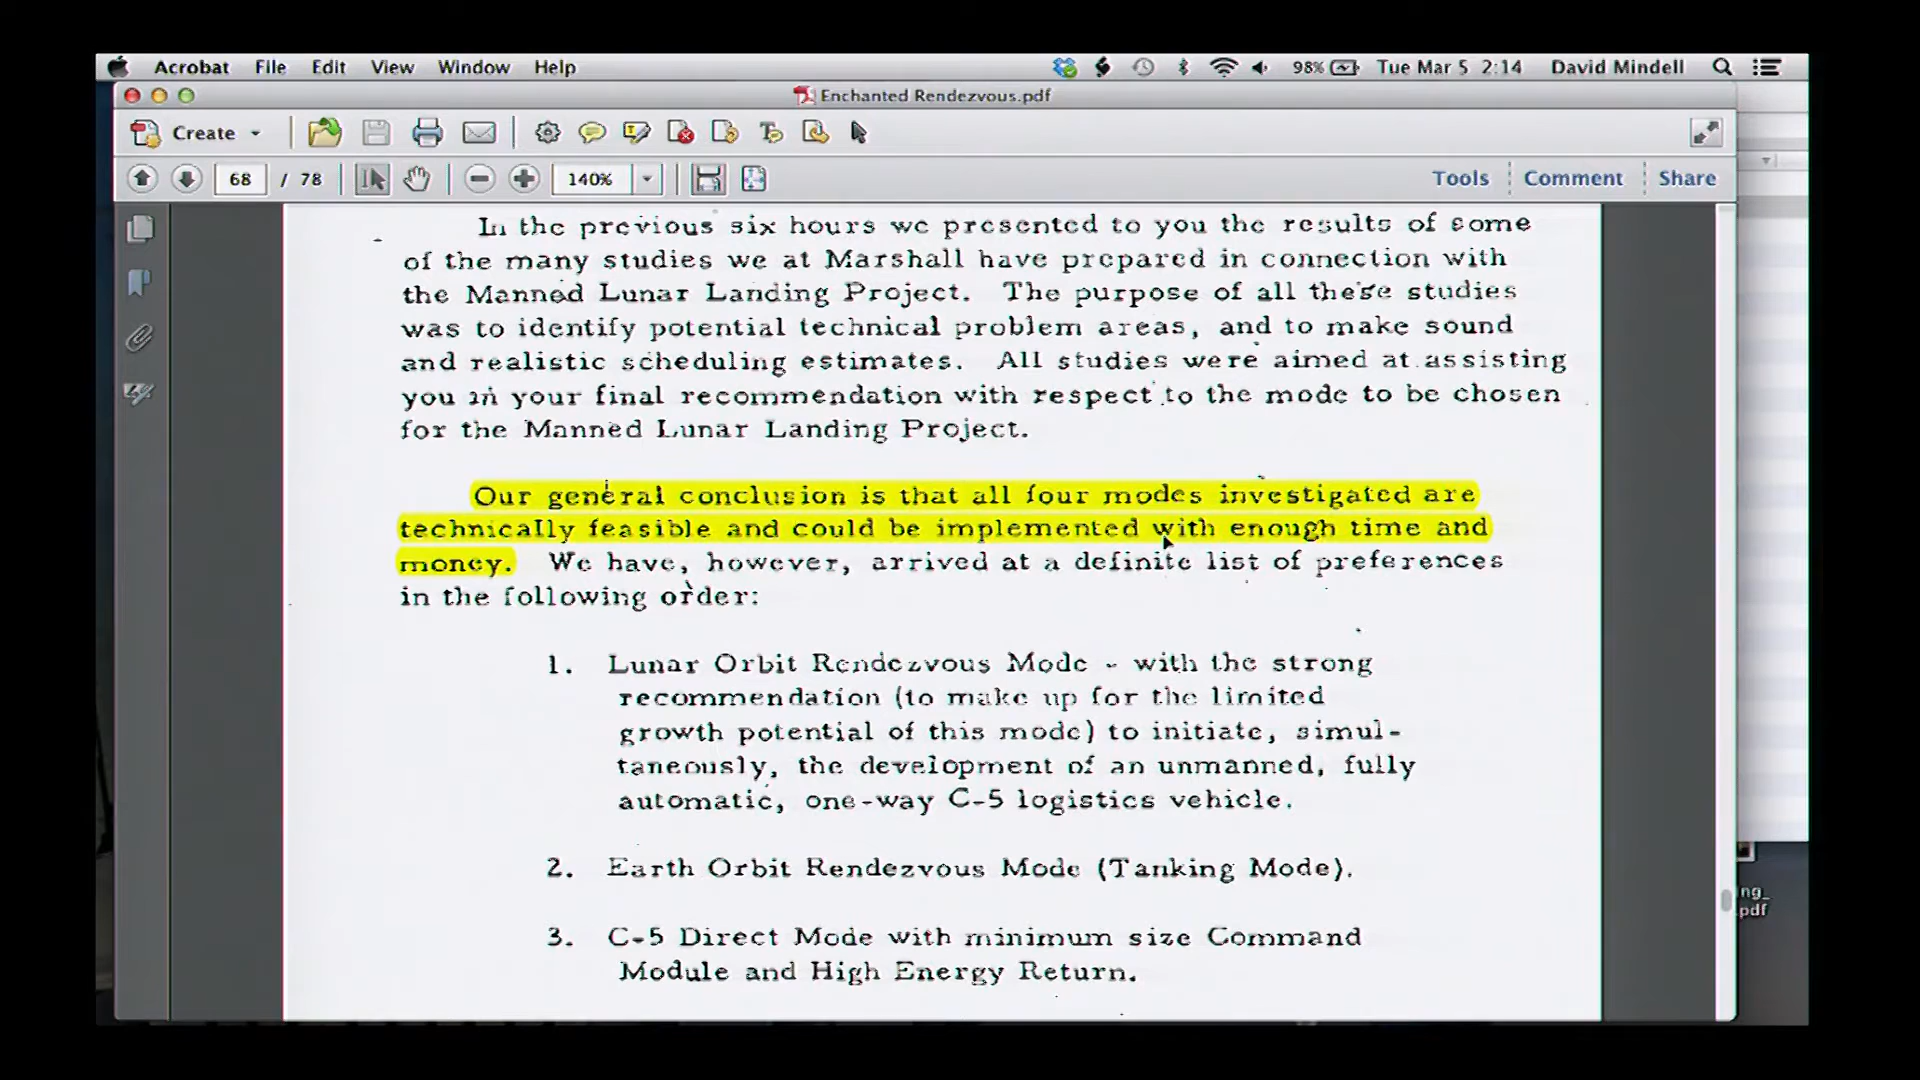 Acrobat File Edit View Window Help 98% Tue Mar 5 2:14 David Mindell
Enchanted Rendezvous.pdf
Create
68 / 78 140% Tools Comment Share
In the previous six hours we presented to you the results of some
of the many studies we at Marshall have prepared in connection with
the Manned Lunar Landing Project. The purpose of all these studies
was to identify potential technical problem areas, and to make sound
and realistic scheduling estimates. All studies were aimed at assisting
you in your final recommendation with respect to the mode to be chosen
for the Manned Lunar Landing Project.
Our general conclusion is that all four modes investigated are
technically feasible and could be implemented with enough time and
money. We have, however, arrived at a definite list of preferences
in the following order:
1. Lunar Orbit Rendezvous Mode - with the strong
recommendation (to make up for the limited
growth potential of this mode) to initiate, simul-
taneously, the development of an unmanned, fully
automatic, one-way C-5 logistics vehicle.
2. Earth Orbit Rendezvous Mode (Tanking Mode).
ng_
.pdf
3. C-5 Direct Mode with minimum size Command
Module and High Energy Return.